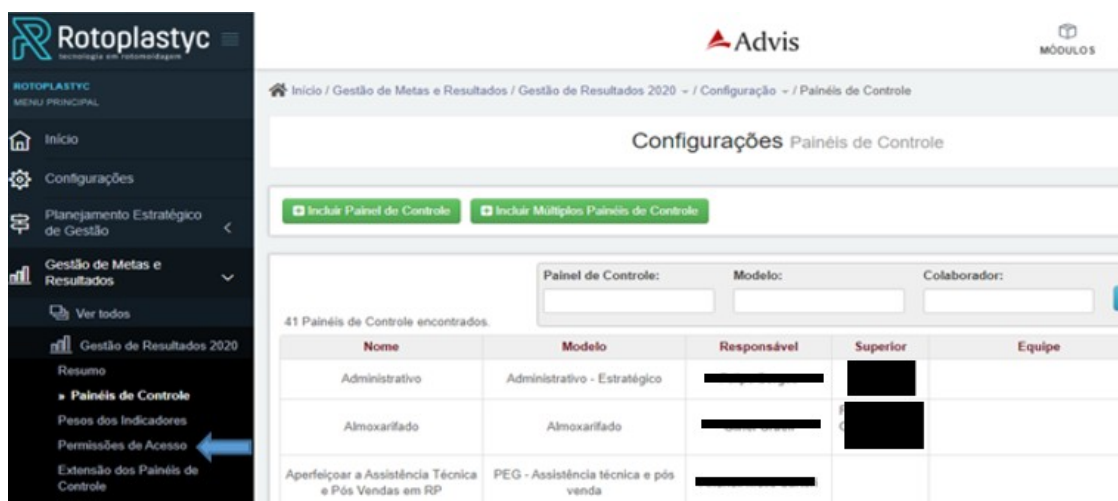 Rotoplastyc
tecnologia em rotomoldagem
Advis
MÓDULOS
ROTOPLASTYC
MENU PRINCIPAL
Início / Gestão de Metas e Resultados / Gestão de Resultados 2020 - / Configuração - / Painéis de Controle
Início
Configurações Painéis de Controle
Configurações
Planejamento Estratégico
de Gestão
Incluir Painel de Controle
Incluir Múltiplos Painéis de Controle
Gestão de Metas e
Resultados
Painel de Controle:
Modelo:
Colaborador:
Ver todos
41 Painéis de Controle encontrados.
Gestão de Resultados 2020
Nome Modelo Responsável Superior Equipe
Resumo
Administrativo Administrativo - Estratégico
» Painéis de Controle
Pesos dos Indicadores
Almoxarifado Almoxarifado
Permissões de Acesso
Extensão dos Painéis de
Controle
Aperfeiçoar a Assistência Técnica
e Pós Vendas em RP
PEG - Assistência técnica e pós
venda